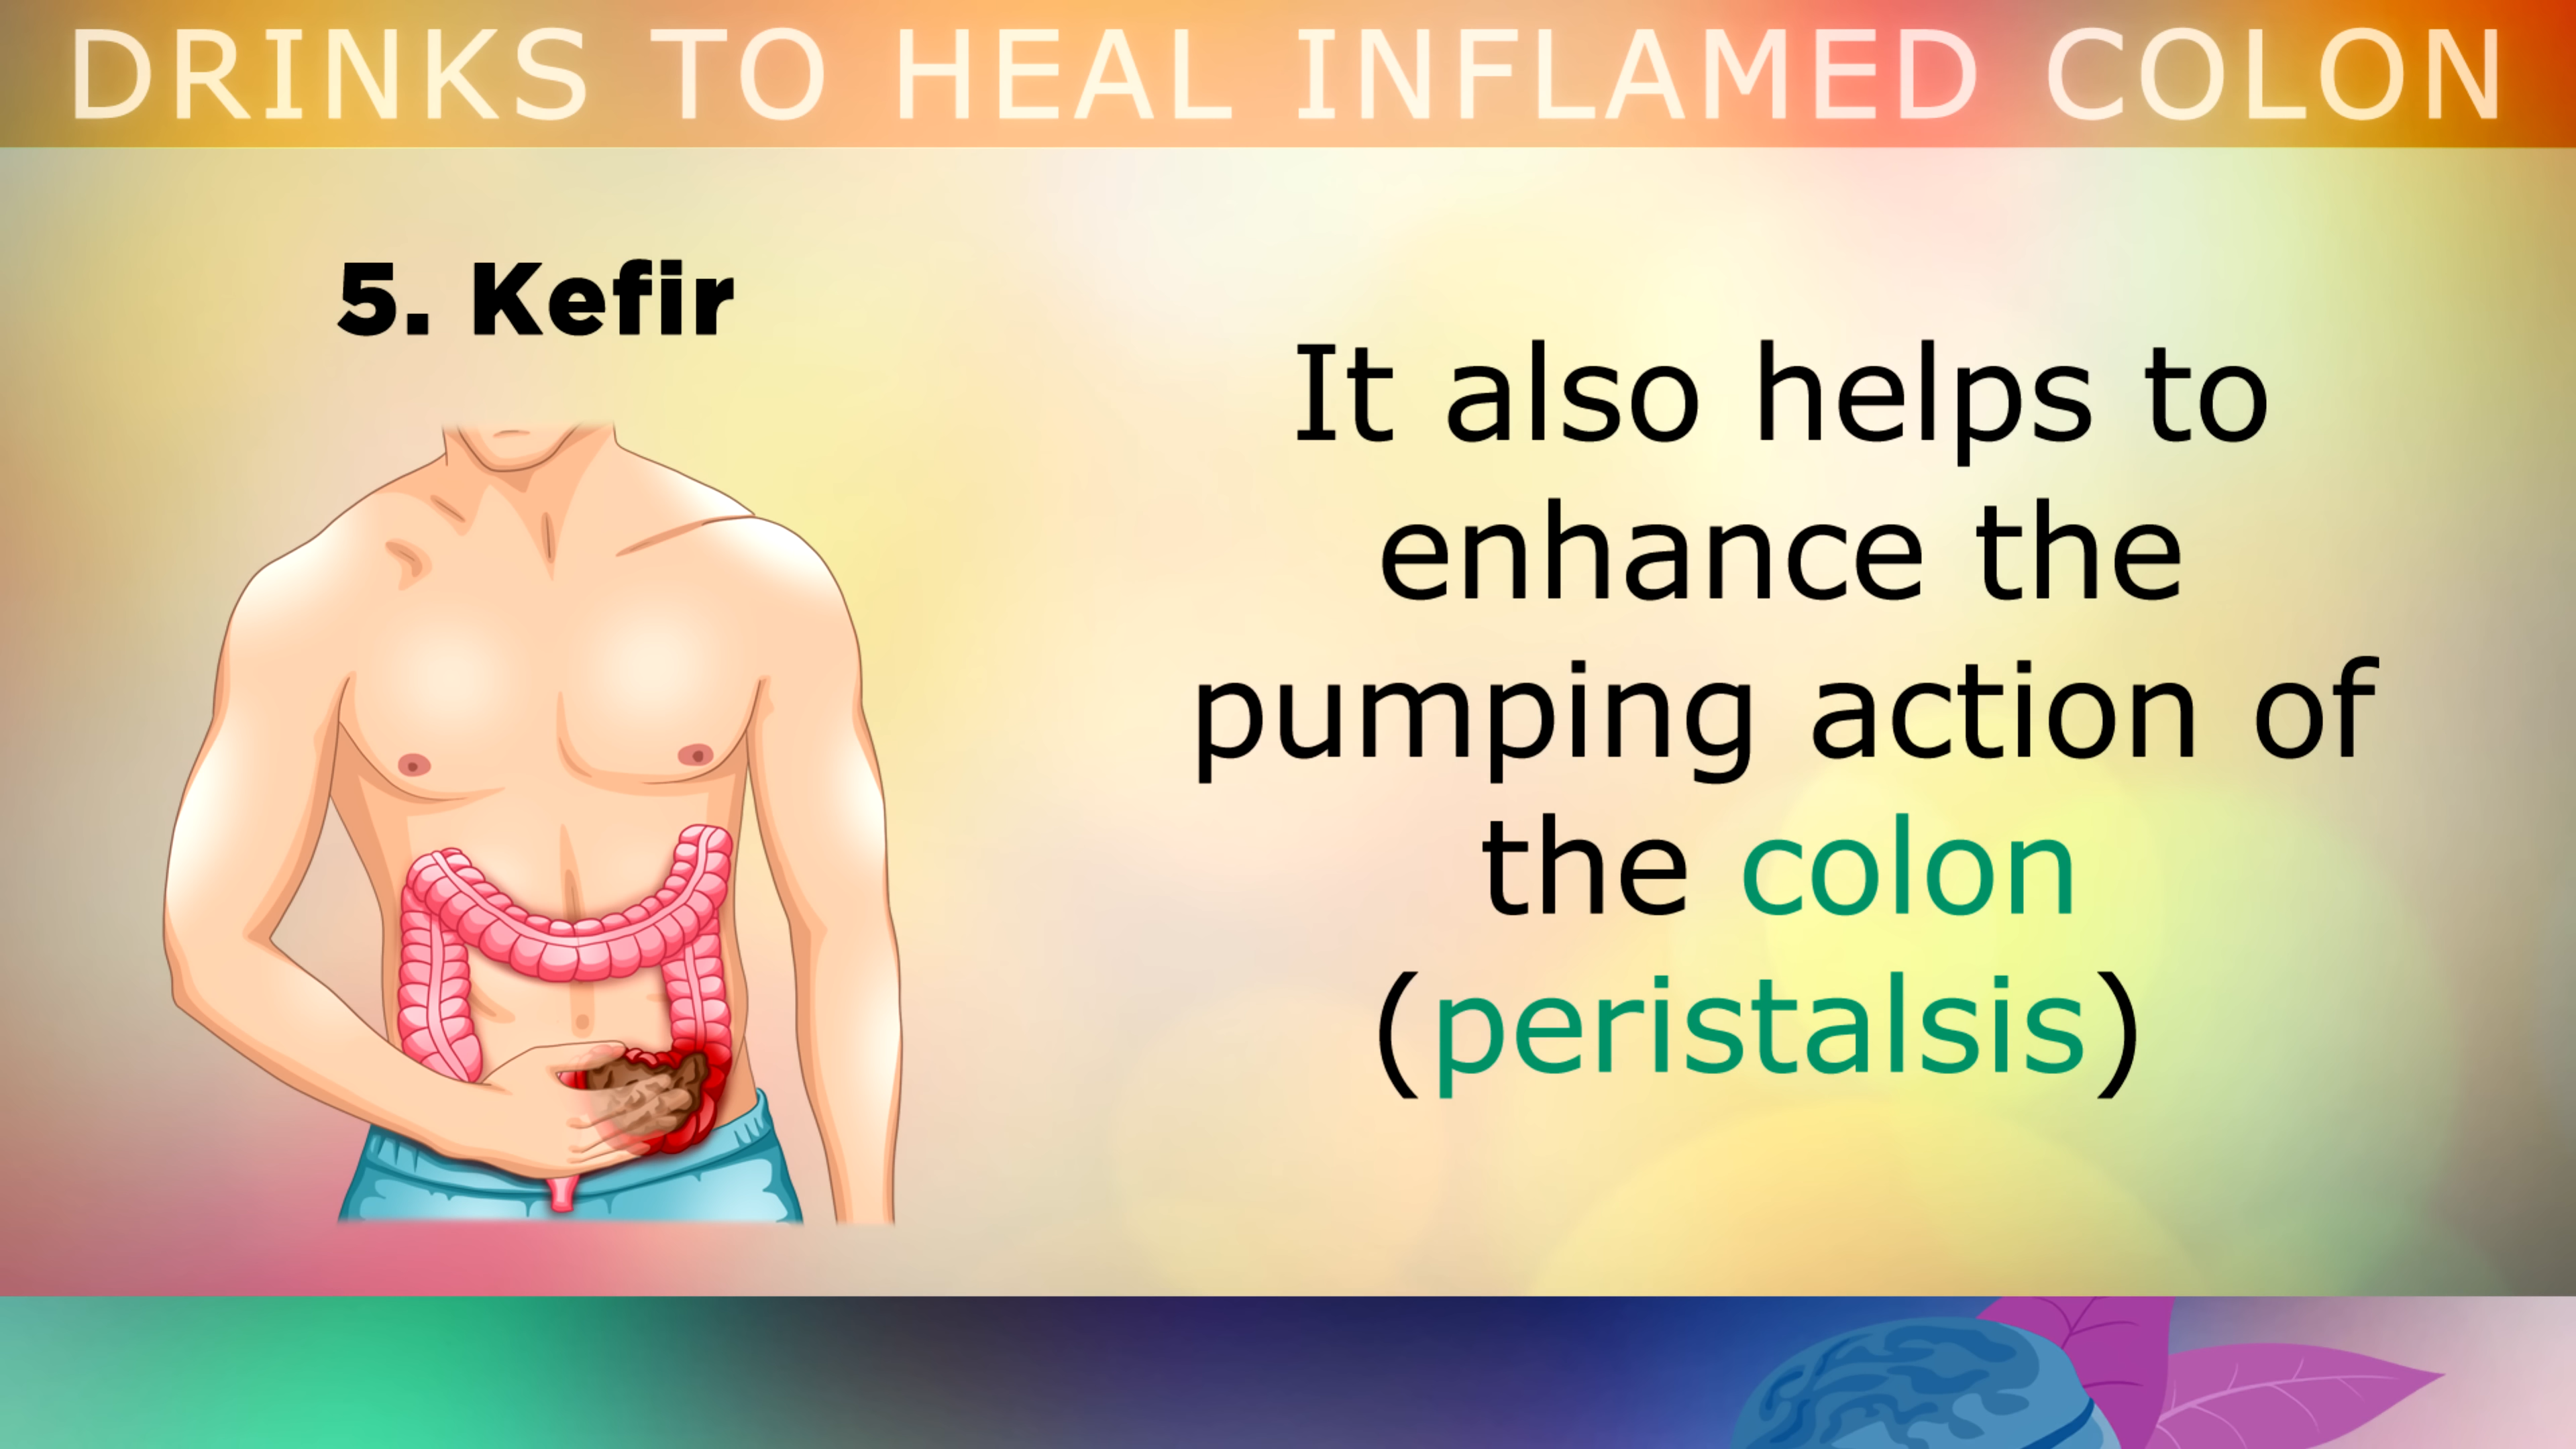 DRINKS TO HEAL INFLAMED COLON
5. Kefir
It also helps to
enhance the
pumping action of
the colon
(peristalsis)